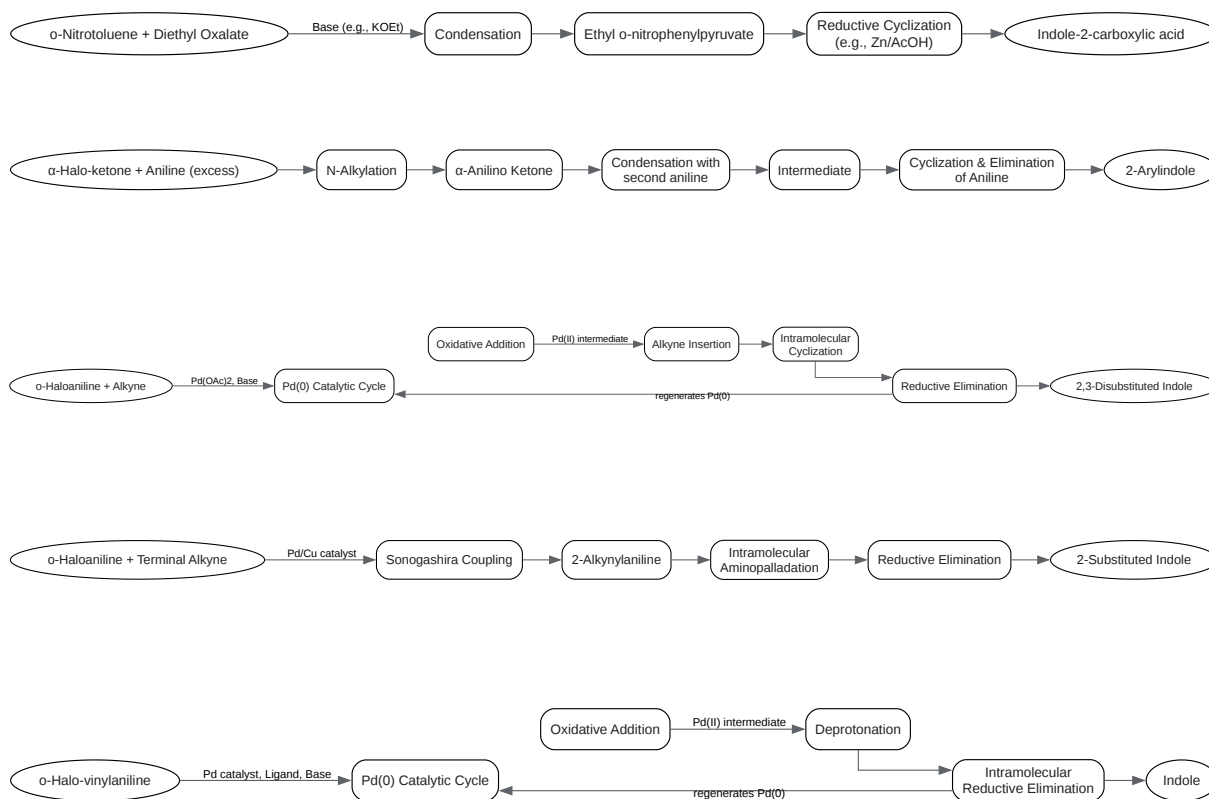 o-Nitrotoluene + Diethyl Oxalate
Base (e.g., KOEt)
Condensation
Ethyl o-nitrophenylpyruvate
Reductive Cyclization
(e.g., Zn/AcOH)
Indole-2-carboxylic acid
α-Halo-ketone + Aniline (excess)
N-Alkylation
α-Anilino Ketone
Condensation with
second aniline
Intermediate
Cyclization & Elimination
of Aniline
2-Arylindole
Oxidative Addition
Pd(II) intermediate
Alkyne Insertion
Intramolecular
Cyclization
o-Haloaniline + Alkyne
Pd(OAc)2, Base
Pd(0) Catalytic Cycle
regenerates Pd(0)
Reductive Elimination
2,3-Disubstituted Indole
o-Haloaniline + Terminal Alkyne
Pd/Cu catalyst
Sonogashira Coupling
2-Alkynylaniline
Intramolecular
Aminopalladation
Reductive Elimination
2-Substituted Indole
Oxidative Addition
Pd(II) intermediate
Deprotonation
o-Halo-vinylaniline
Pd catalyst, Ligand, Base
Pd(0) Catalytic Cycle
regenerates Pd(0)
Intramolecular
Reductive Elimination
Indole